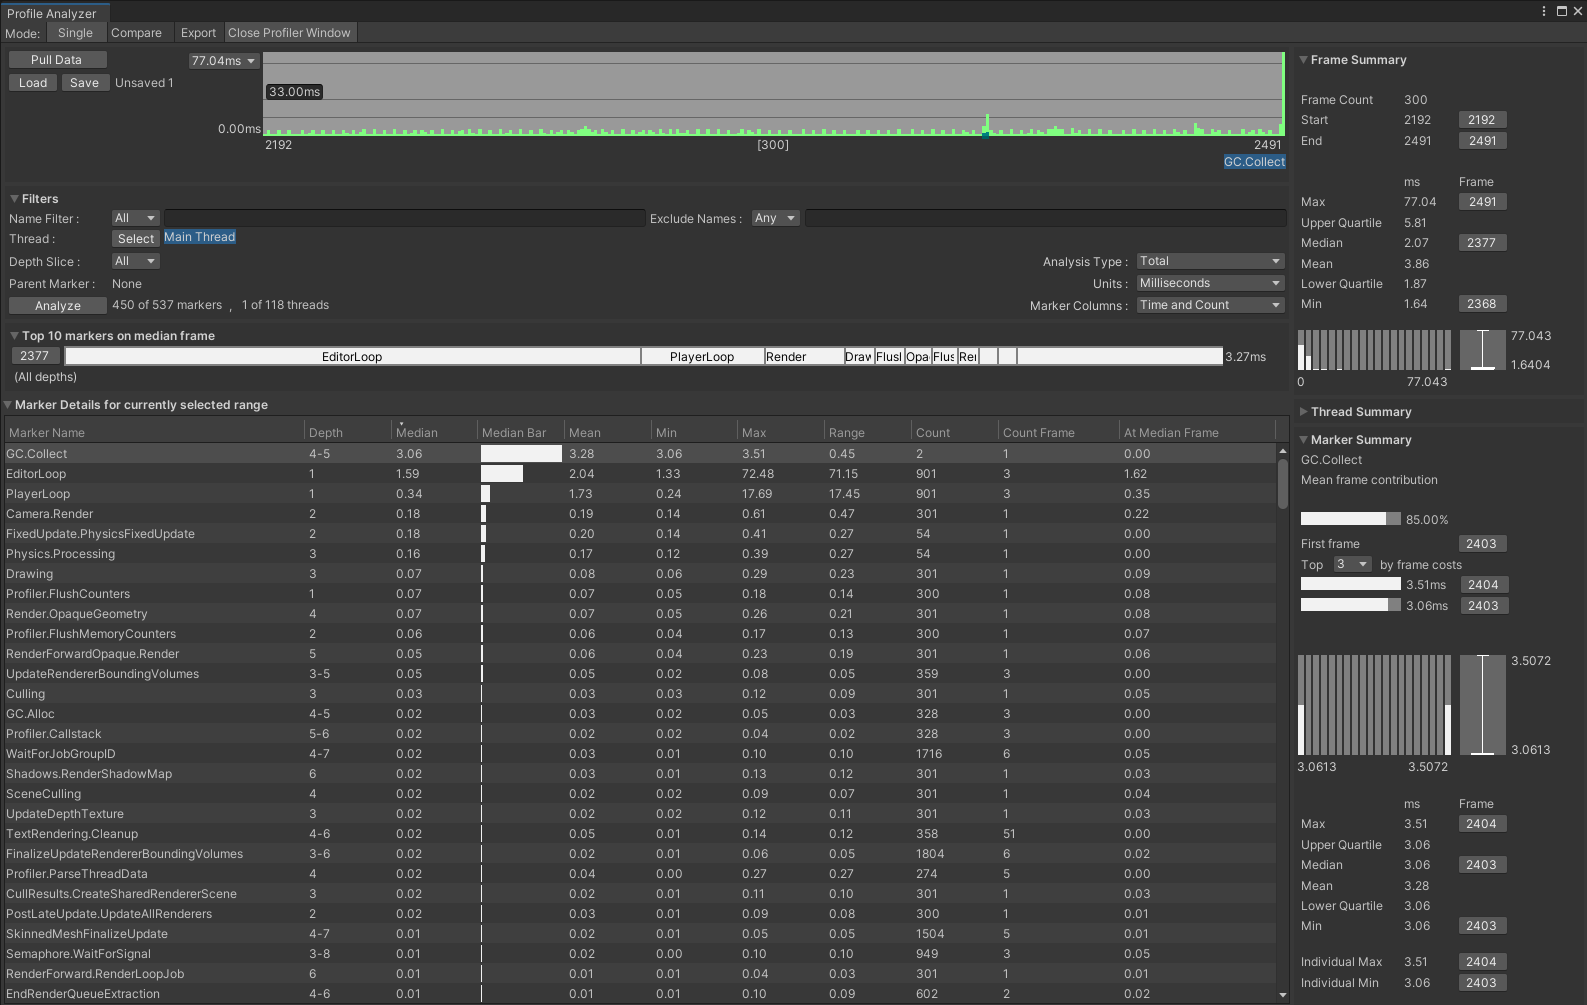 Profile Analyzer
Mode: Single Compare Export Close Profiler Window
Pull Data 77.04ms
Load Save Unsaved 1
33.00ms
0.00ms
2192 [300] 2491
GC.Collect
Filters
Name Filter : All Exclude Names : Any
Thread : Select Main Thread
Depth Slice : All Analysis Type : Total
Parent Marker : None Units : Milliseconds
Analyze 450 of 537 markers , 1 of 118 threads Marker Columns : Time and Count
Top 10 markers on median frame
2377 EditorLoop PlayerLoop Render Draw Flusl Opa Flus Rei 3.27ms
(All depths)
Marker Details for currently selected range
Marker Name Depth Median Median Bar Mean Min Max Range Count Count Frame At Median Frame
GC.Collect 4-5 3.06 3.28 3.06 3.51 0.45 2 1 0.00
EditorLoop 1 1.59 2.04 1.33 72.48 71.15 901 3 1.62
PlayerLoop 1 0.34 1.73 0.24 17.69 17.45 901 3 0.35
Camera.Render 2 0.18 0.19 0.14 0.61 0.47 301 1 0.22
FixedUpdate.PhysicsFixedUpdate 2 0.18 0.20 0.14 0.41 0.27 54 1 0.00
Physics.Processing 3 0.16 0.17 0.12 0.39 0.27 54 1 0.00
Drawing 3 0.07 0.08 0.06 0.29 0.23 301 1 0.09
Profiler.FlushCounters 1 0.07 0.07 0.05 0.18 0.14 300 1 0.08
Render.OpaqueGeometry 4 0.07 0.07 0.05 0.26 0.21 301 1 0.08
Profiler.FlushMemoryCounters 2 0.06 0.06 0.04 0.17 0.13 300 1 0.07
RenderForwardOpaque.Render 5 0.05 0.06 0.04 0.23 0.19 301 1 0.06
UpdateRendererBoundingVolumes 3-5 0.05 0.05 0.02 0.08 0.05 359 3 0.00
Culling 3 0.03 0.03 0.03 0.12 0.09 301 1 0.05
GC.Alloc 4-5 0.02 0.03 0.02 0.05 0.03 328 3 0.00
Profiler.Callstack 5-6 0.02 0.02 0.02 0.04 0.02 328 3 0.00
WaitForJobGroupID 4-7 0.02 0.03 0.01 0.10 0.10 1716 6 0.05
Shadows.RenderShadowMap 6 0.02 0.03 0.01 0.13 0.12 301 1 0.03
SceneCulling 4 0.02 0.02 0.02 0.09 0.07 301 1 0.04
UpdateDepthTexture 3 0.02 0.02 0.02 0.12 0.11 301 1 0.03
TextRendering.Cleanup 4-6 0.02 0.05 0.01 0.14 0.12 358 51 0.00
FinalizeUpdateRendererBoundingVolumes 3-6 0.02 0.02 0.01 0.06 0.05 1804 6 0.02
Profiler.ParseThreadData 4 0.02 0.04 0.00 0.27 0.27 274 5 0.00
CullResults.CreateSharedRendererScene 3 0.02 0.02 0.01 0.11 0.10 301 1 0.03
PostLateUpdate.UpdateAllRenderers 2 0.02 0.03 0.01 0.09 0.08 300 1 0.01
SkinnedMeshFinalizeUpdate 4-7 0.01 0.02 0.01 0.05 0.05 1504 5 0.01
Semaphore.WaitForSignal 3-8 0.01 0.02 0.00 0.10 0.10 949 3 0.05
RenderForward.RenderLoopJob 6 0.01 0.01 0.01 0.04 0.03 301 1 0.01
EndRenderQueueExtraction 4-6 0.01 0.01 0.01 0.10 0.09 602 2 0.02
Frame Summary
Frame Count 300
Start 2192 2192
End 2491 2491
ms Frame
Max 77.04 2491
Upper Quartile 5.81
Median 2.07 2377
Mean 3.86
Lower Quartile 1.87
Min 1.64 2368
77.043
1.6404
0 77.043
Thread Summary
Marker Summary
GC.Collect
Mean frame contribution
85.00%
First frame 2403
Top 3 by frame costs
3.51ms 2404
3.06ms 2403
3.5072
3.0613
3.0613 3.5072
ms Frame
Max 3.51 2404
Upper Quartile 3.06
Median 3.06 2403
Mean 3.28
Lower Quartile 3.06
Min 3.06 2403
Individual Max 3.51 2404
Individual Min 3.06 2403